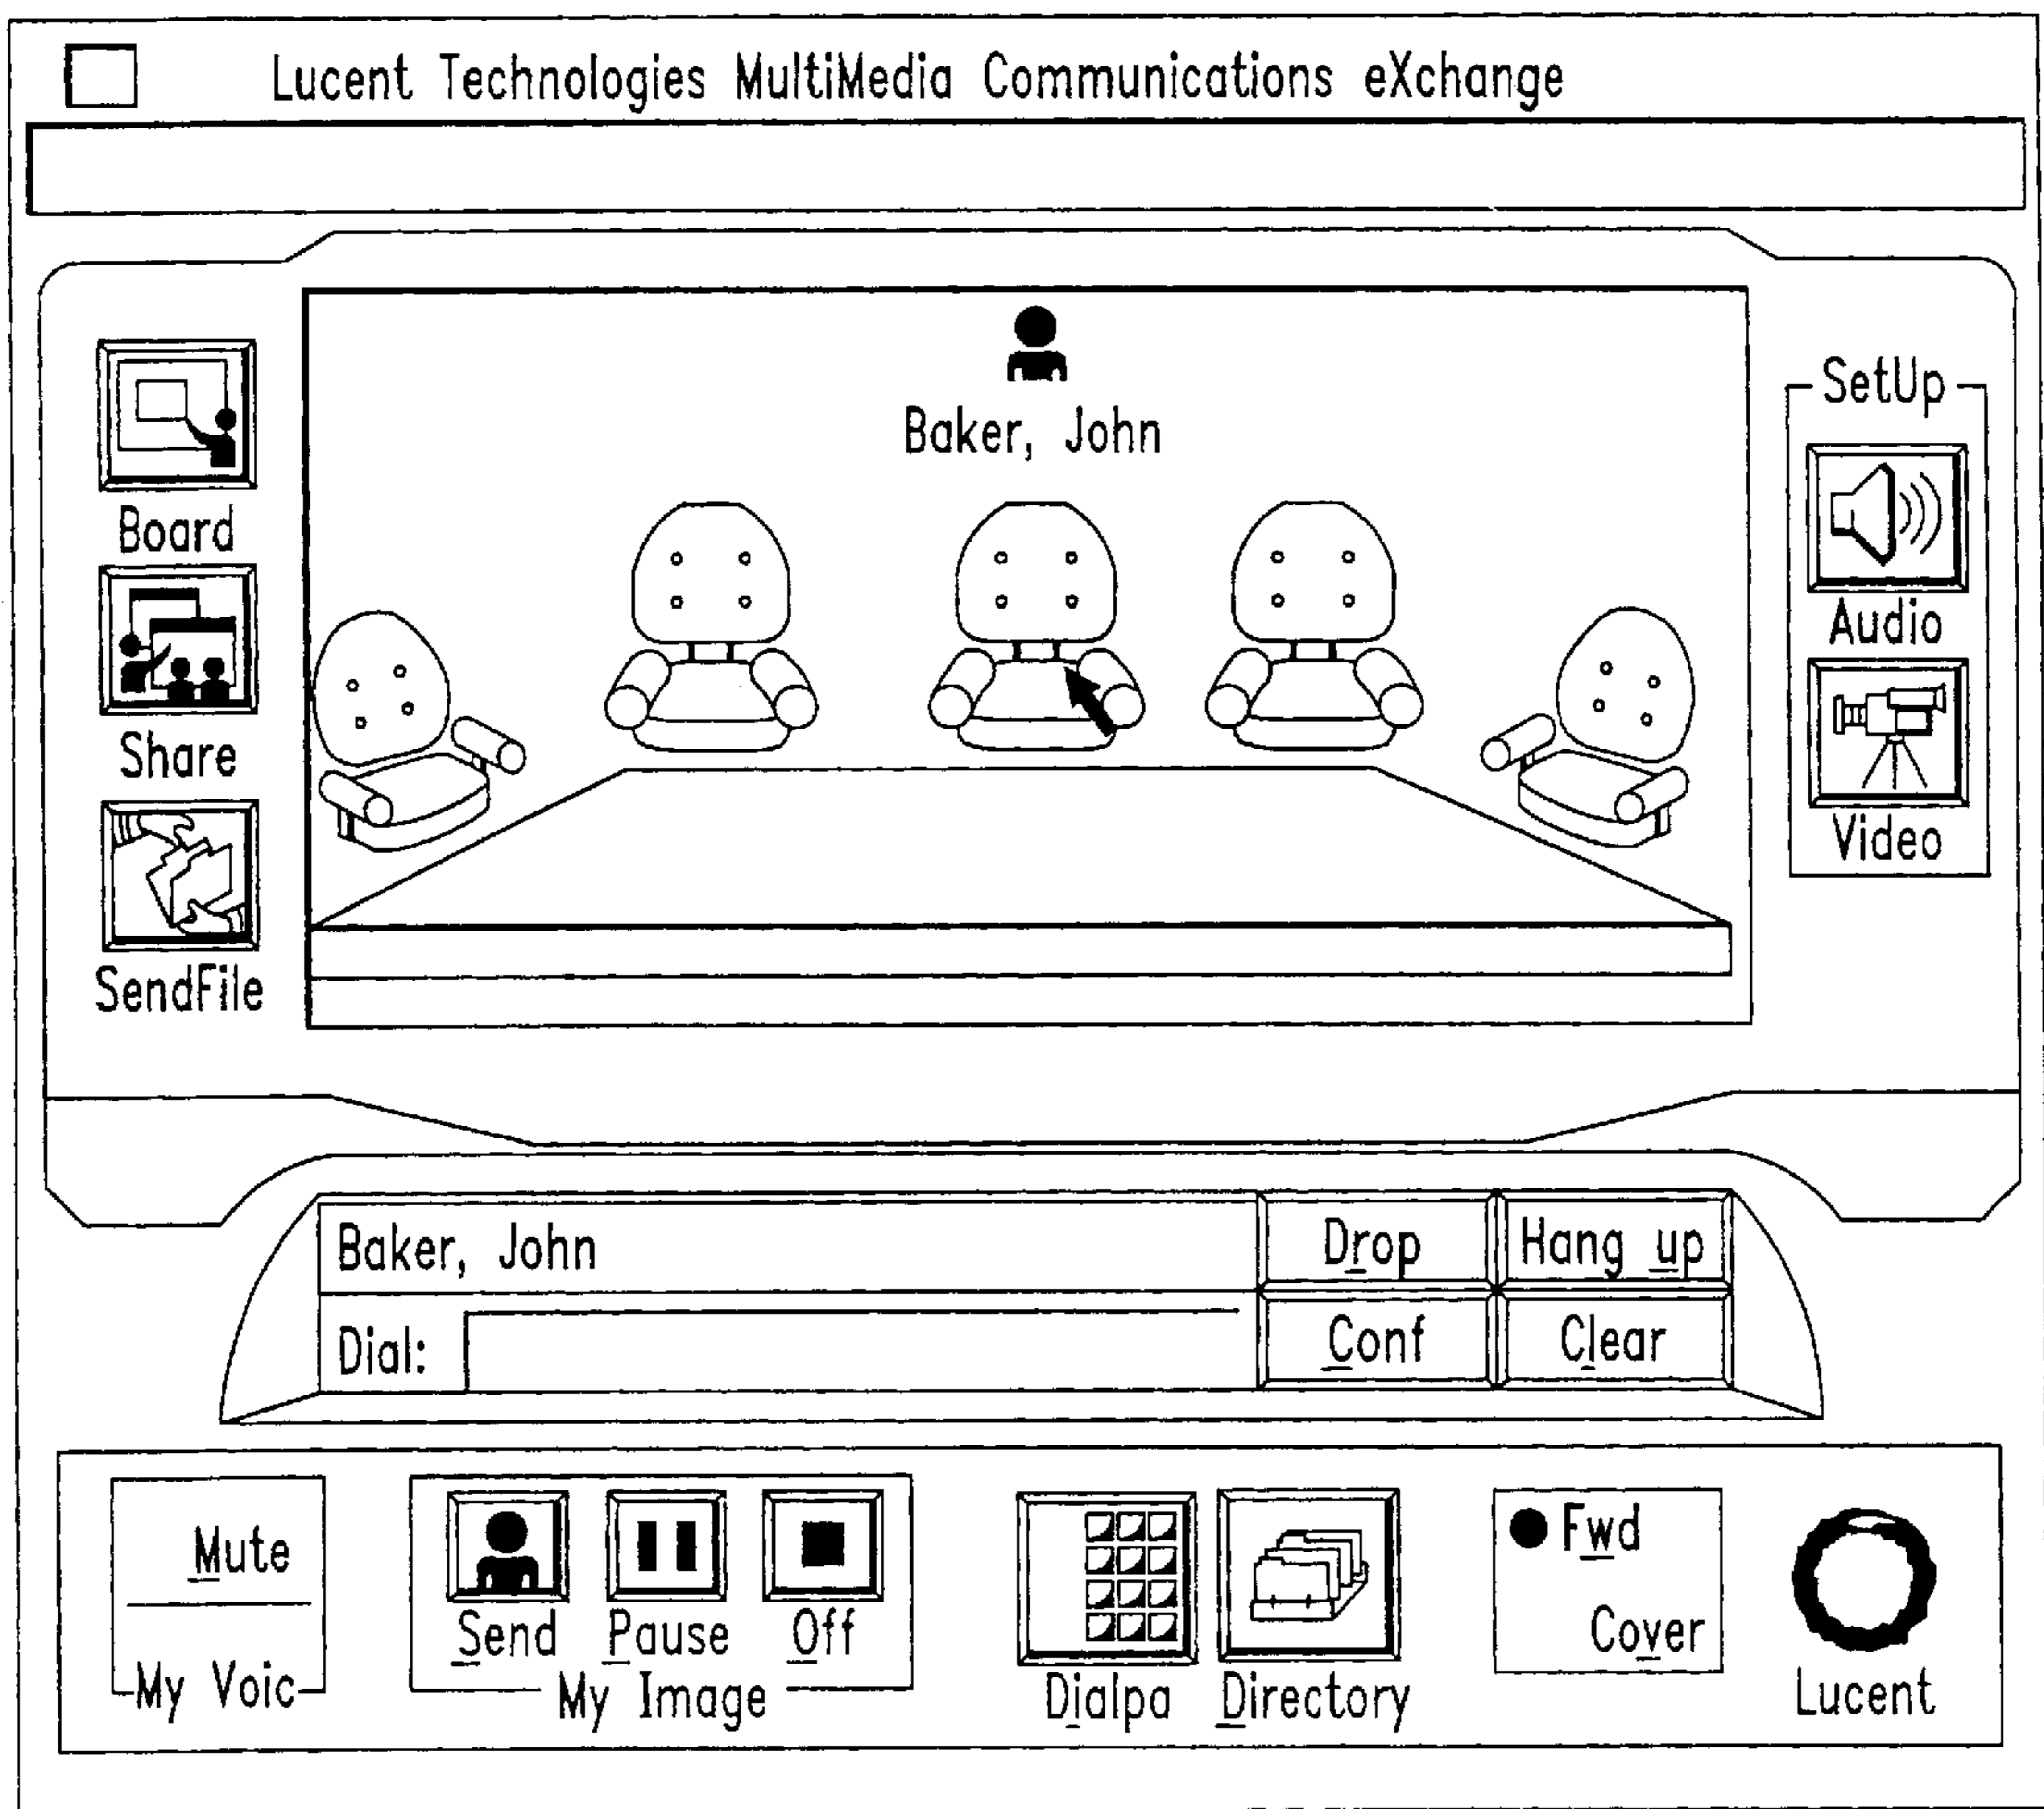 Lucent Technologies MultiMedia Communications eXchange
Baker, John
Board
Share
SendFile
SetUp
Audio
Video
Baker, John
Drop
Hang up
Dial:
Conf
Clear
Mute
My Voic
Send
Pause
Off
My Image
Dialpa
Directory
Fwd
Cover
Lucent